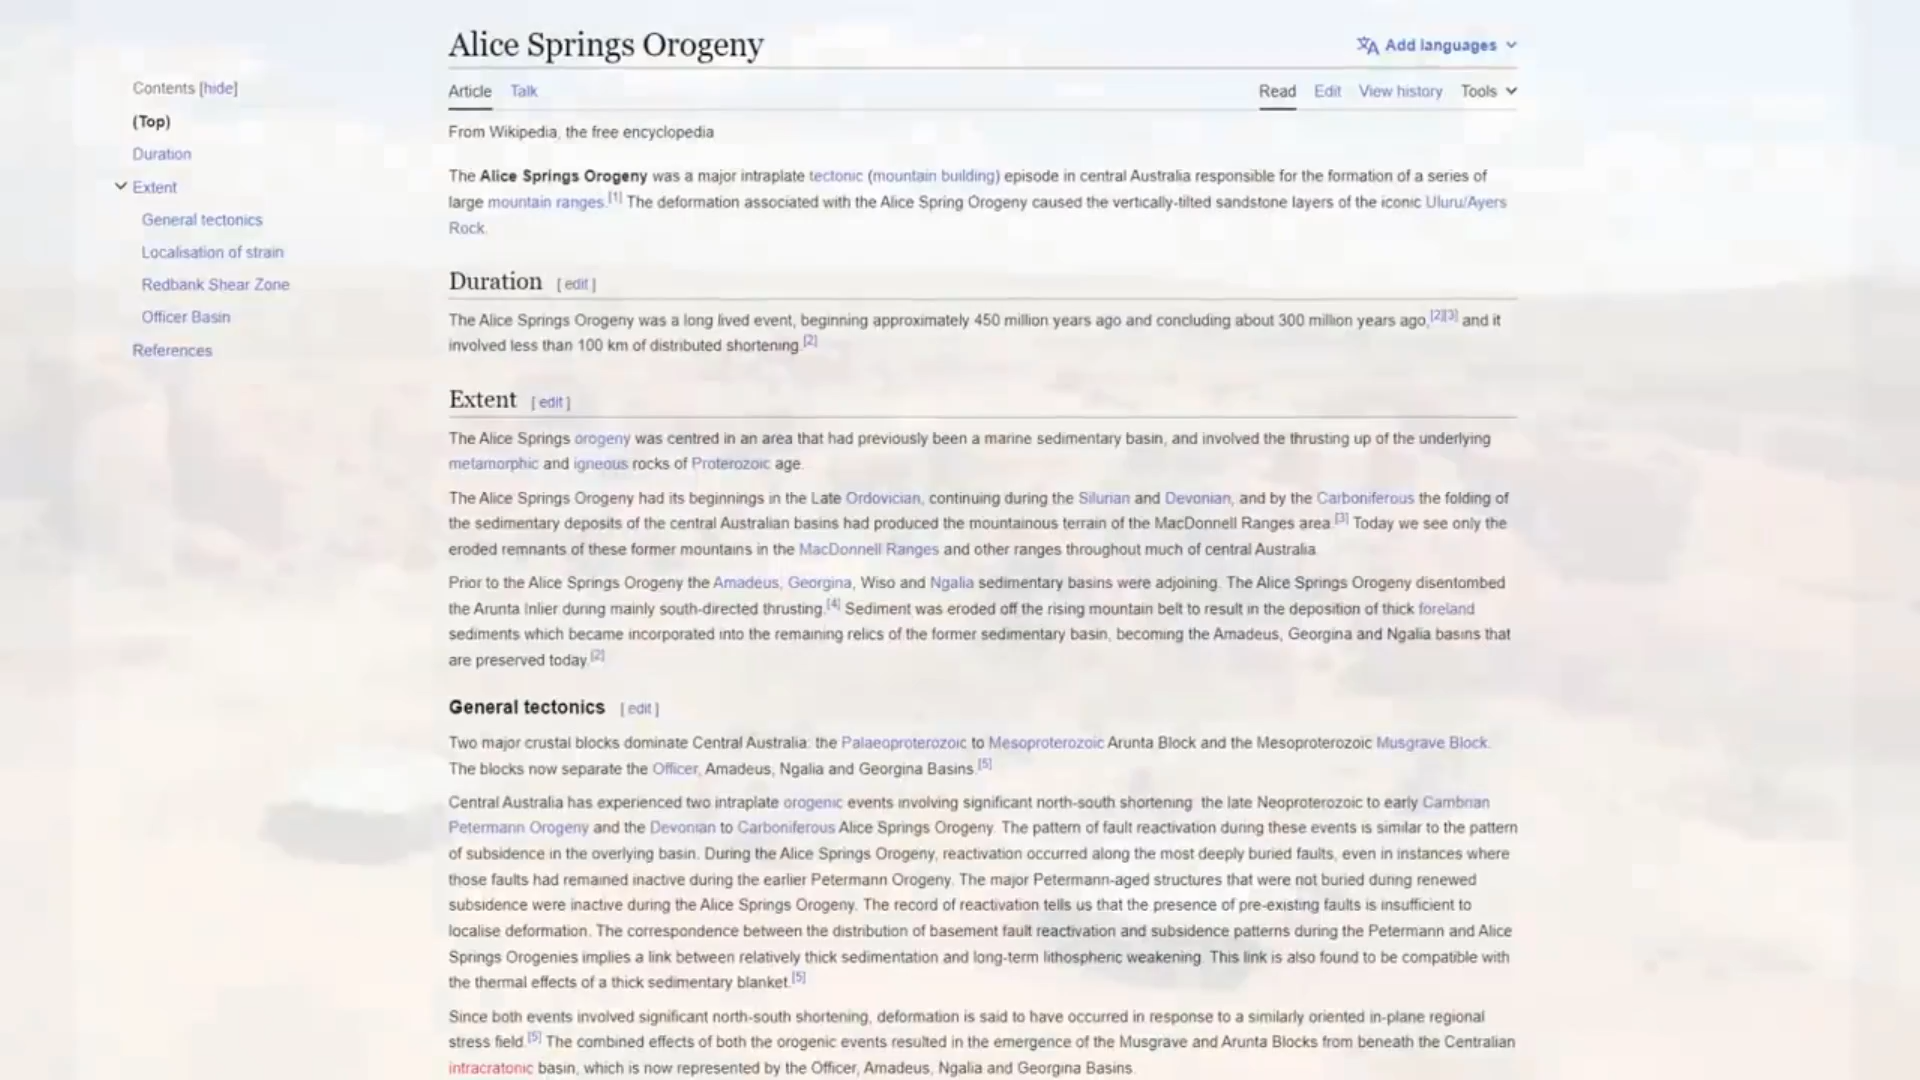 Alice Springs Orogeny
Add languages
Contents [hide]
(Top)
Duration
Extent
General tectonics
Localisation of strain
Redbank Shear Zone
Officer Basin
References
Article Talk
Read Edit View history Tools
From Wikipedia, the free encyclopedia
The Alice Springs Orogeny was a major intraplate tectonic (mountain building) episode in central Australia responsible for the formation of a series of
large mountain ranges.[1] The deformation associated with the Alice Spring Orogeny caused the vertically-tilted sandstone layers of the iconic Uluru/Ayers
Rock.
Duration [ edit ]
The Alice Springs Orogeny was a long lived event, beginning approximately 450 million years ago and concluding about 300 million years ago,[2][3] and it
involved less than 100 km of distributed shortening.[2]
Extent [ edit ]
The Alice Springs orogeny was centred in an area that had previously been a marine sedimentary basin, and involved the thrusting up of the underlying
metamorphic and igneous rocks of Proterozoic age.
The Alice Springs Orogeny had its beginnings in the Late Ordovician, continuing during the Silurian and Devonian, and by the Carboniferous the folding of
the sedimentary deposits of the central Australian basins had produced the mountainous terrain of the MacDonnell Ranges area.[3] Today we see only the
eroded remnants of these former mountains in the MacDonnell Ranges and other ranges throughout much of central Australia.
Prior to the Alice Springs Orogeny the Amadeus, Georgina, Wiso and Ngalia sedimentary basins were adjoining. The Alice Springs Orogeny disentombed
the Arunta Inlier during mainly south-directed thrusting.[4] Sediment was eroded off the rising mountain belt to result in the deposition of thick foreland
sediments which became incorporated into the remaining relics of the former sedimentary basin, becoming the Amadeus, Georgina and Ngalia basins that
are preserved today.[2]
General tectonics [ edit ]
Two major crustal blocks dominate Central Australia: the Palaeoproterozoic to Mesoproterozoic Arunta Block and the Mesoproterozoic Musgrave Block.
The blocks now separate the Officer, Amadeus, Ngalia and Georgina Basins.[5]
Central Australia has experienced two intraplate orogenic events involving significant north-south shortening: the late Neoproterozoic to early Cambrian
Petermann Orogeny and the Devonian to Carboniferous Alice Springs Orogeny. The pattern of fault reactivation during these events is similar to the pattern
of subsidence in the overlying basin. During the Alice Springs Orogeny, reactivation occurred along the most deeply buried faults, even in instances where
those faults had remained inactive during the earlier Petermann Orogeny. The major Petermann-aged structures that were not buried during renewed
subsidence were inactive during the Alice Springs Orogeny. The record of reactivation tells us that the presence of pre-existing faults is insufficient to
localise deformation. The correspondence between the distribution of basement fault reactivation and subsidence patterns during the Petermann and Alice
Springs Orogenies implies a link between relatively thick sedimentation and long-term lithospheric weakening. This link is also found to be compatible with
the thermal effects of a thick sedimentary blanket.[5]
Since both events involved significant north-south shortening, deformation is said to have occurred in response to a similarly oriented in-plane regional
stress field.[5] The combined effects of both the orogenic events resulted in the emergence of the Musgrave and Arunta Blocks from beneath the Centralian
intracratonic basin, which is now represented by the Officer, Amadeus, Ngalia and Georgina Basins.